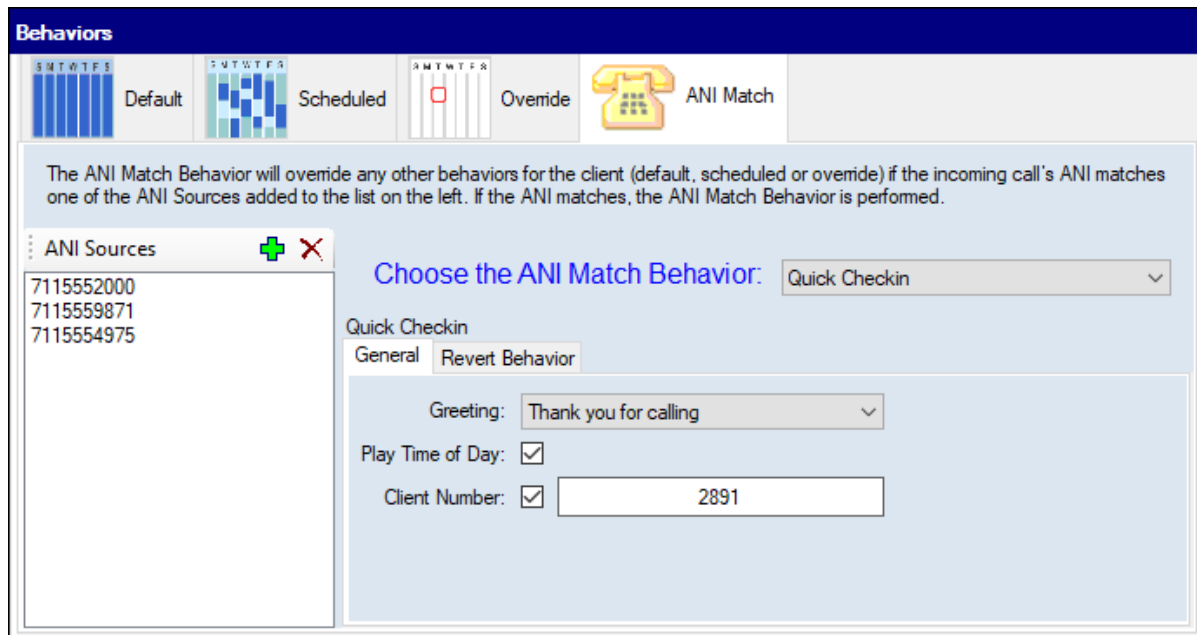 Behaviors
S M T W T F S
Default
S M T W T F S
Scheduled
S M T W T F S
Override
ANI Match
The ANI Match Behavior will override any other behaviors for the client (default, scheduled or override) if the incoming call's ANI matches
one of the ANI Sources added to the list on the left. If the ANI matches, the ANI Match Behavior is performed.
ANI Sources
7115552000
7115559871
7115554975
Choose the ANI Match Behavior:
Quick Checkin
Quick Checkin
General
Revert Behavior
Greeting:
Thank you for calling
Play Time of Day:
Client Number:
2891